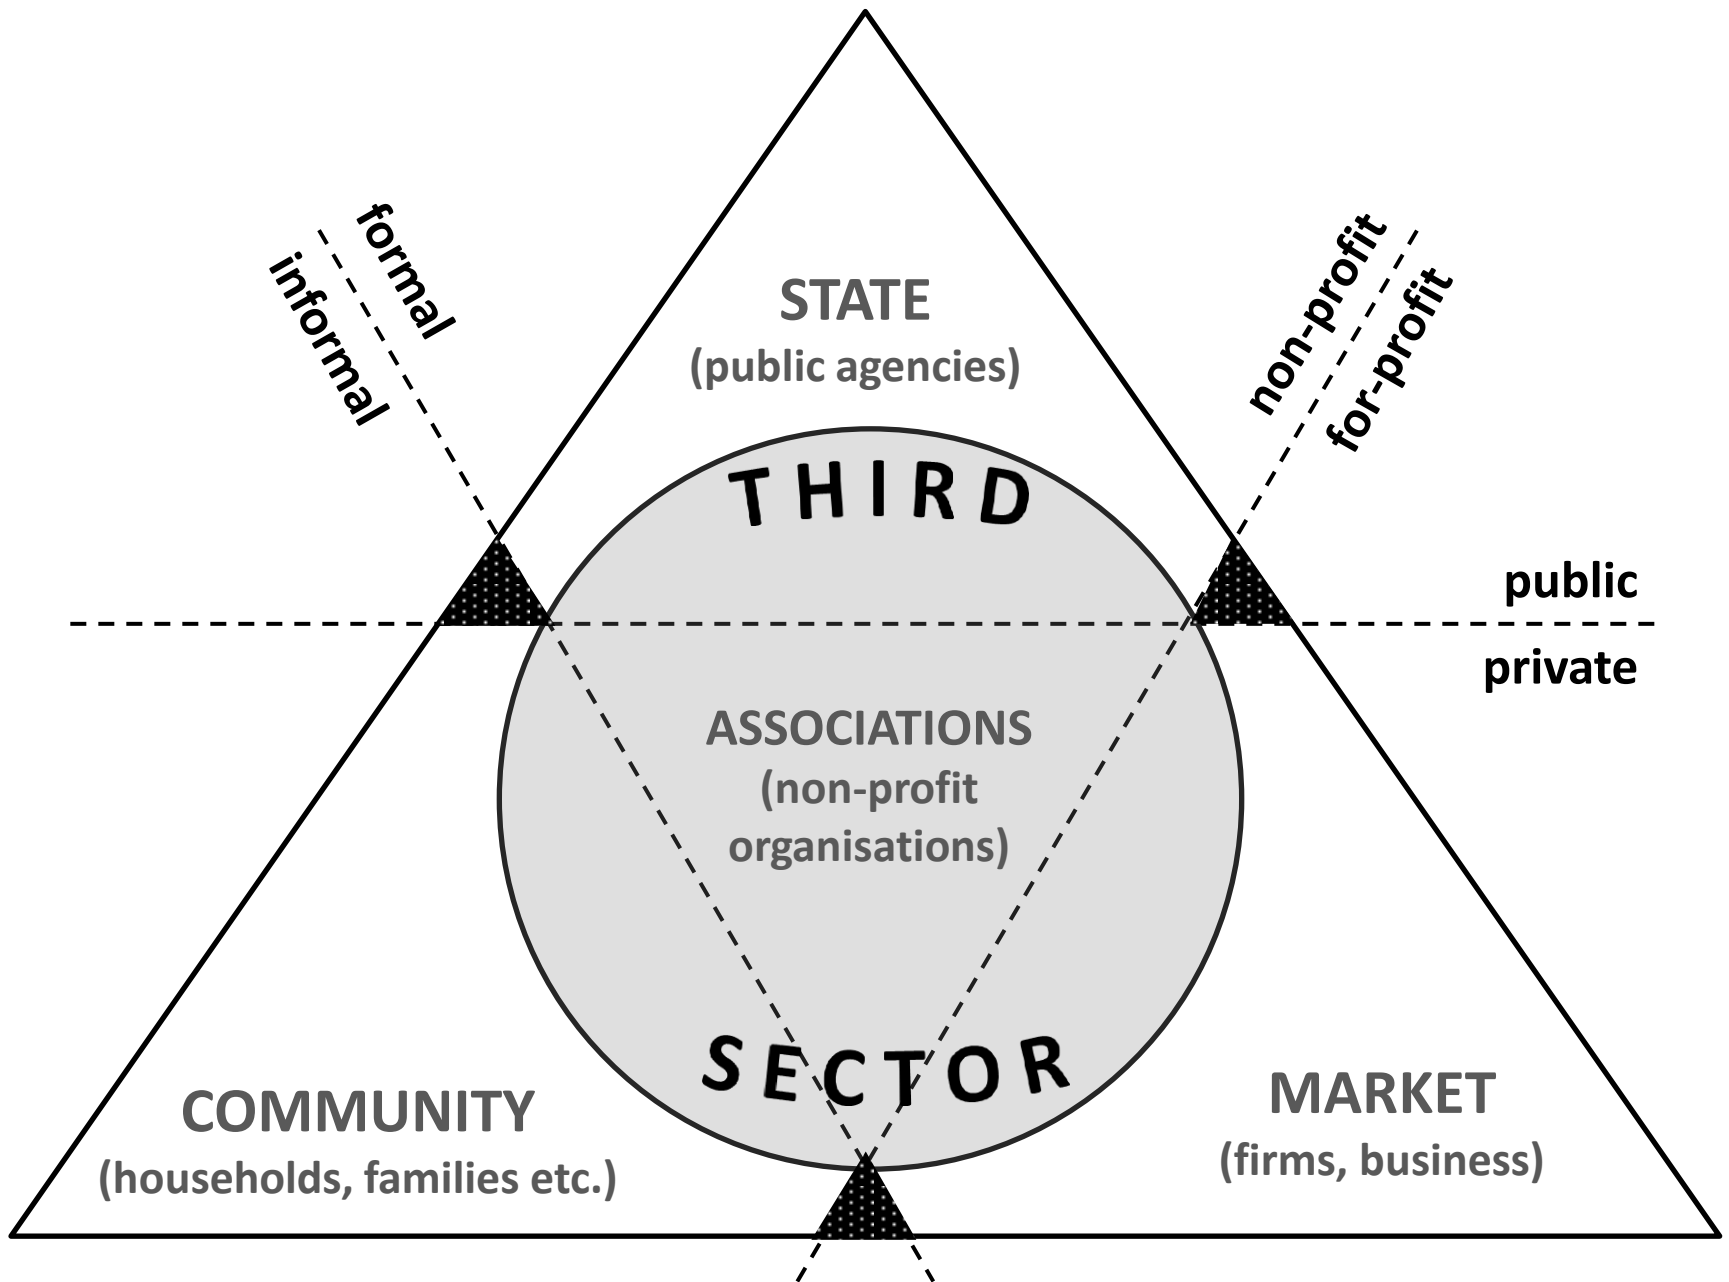 formal
informal
non-profit
for-profit
STATE
(public agencies)
THIRD
public
private
ASSOCIATIONS
(non-profit
organisations)
SECTOR
COMMUNITY
(households, families etc.)
MARKET
(firms, business)